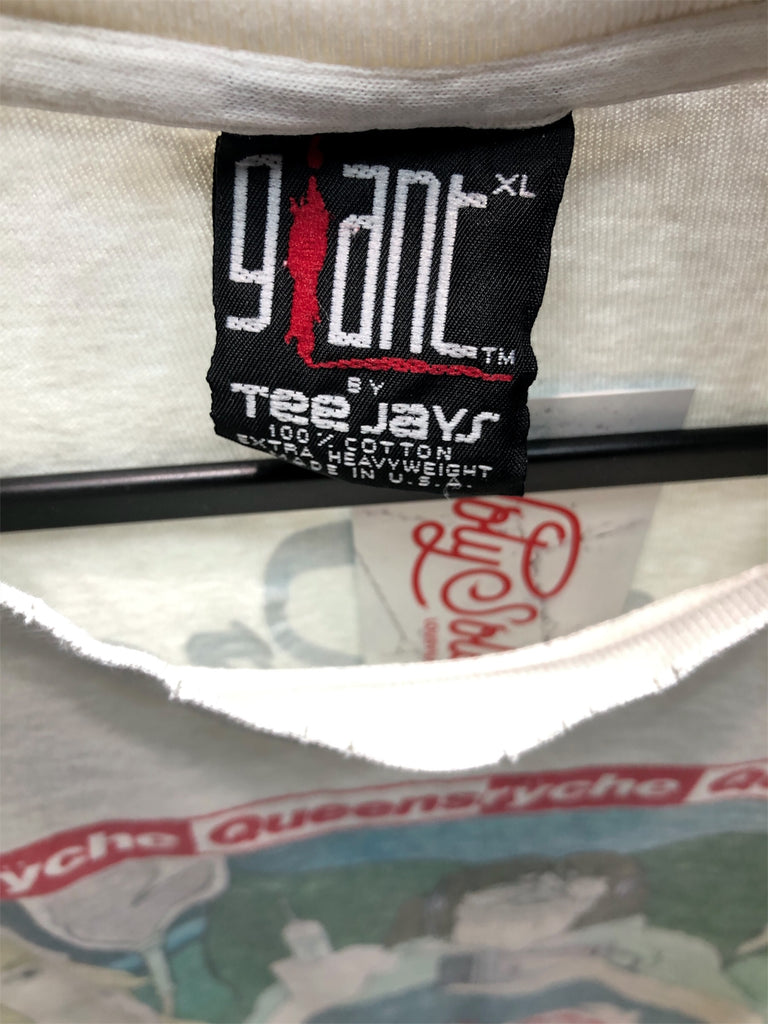 giant XL
TM
BY
Tee Jays
100% COTTON
EXTRA HEAVYWEIGHT
MADE IN U.S.A.
yche Queensryche